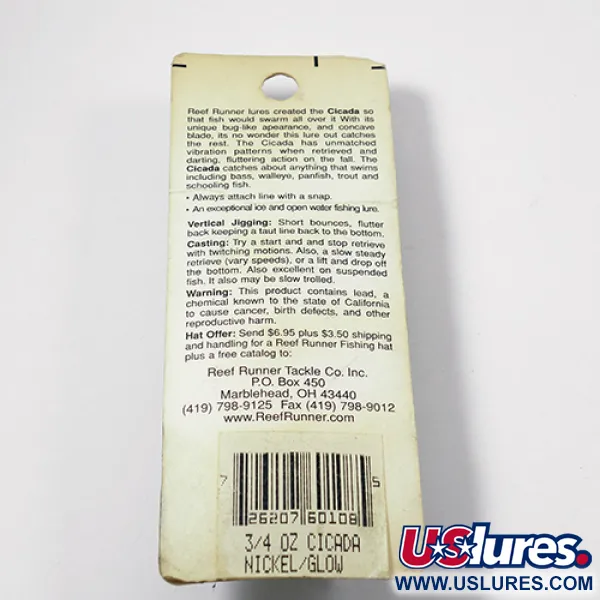 Reef Runner lures created the Cicada so
that fish would swarm all over it With its
unique bug-like apearance, and concave
blade, its no wonder this lure out catches
the rest. The Cicada has unmatched
vibration patterns when retrieved and
darting, fluttering action on the fall. The
Cicada catches about anything that swims
including bass, walleye, panfish, trout and
schooling fish.
• Always attach line with a snap.
• An exceptional ice and open water fishing lure.
Vertical Jigging: Short bounces, flutter
back keeping a taut line back to the bottom.
Casting: Try a start and and stop retrieve
with twitching motions. Also, a slow steady
retrieve (vary speeds), or a lift and drop off
the bottom. Also excellent on suspended
fish. It also may be slow trolled.
Warning: This product contains lead, a
chemical known to the state of California
to cause cancer, birth defects, and other
reproductive harm.
Hat Offer: Send $6.95 plus $3.50 shipping
and handling for a Reef Runner Fishing hat
plus a free catalog to:
Reef Runner Tackle Co. Inc.
P.O. Box 450
Marblehead, OH 43440
(419) 798-9125 Fax (419) 798-9012
www.ReefRunner.com
7 26207 60108 5
3/4 OZ CICADA
NICKEL/GLOW
USlures.
WWW.USLURES.COM